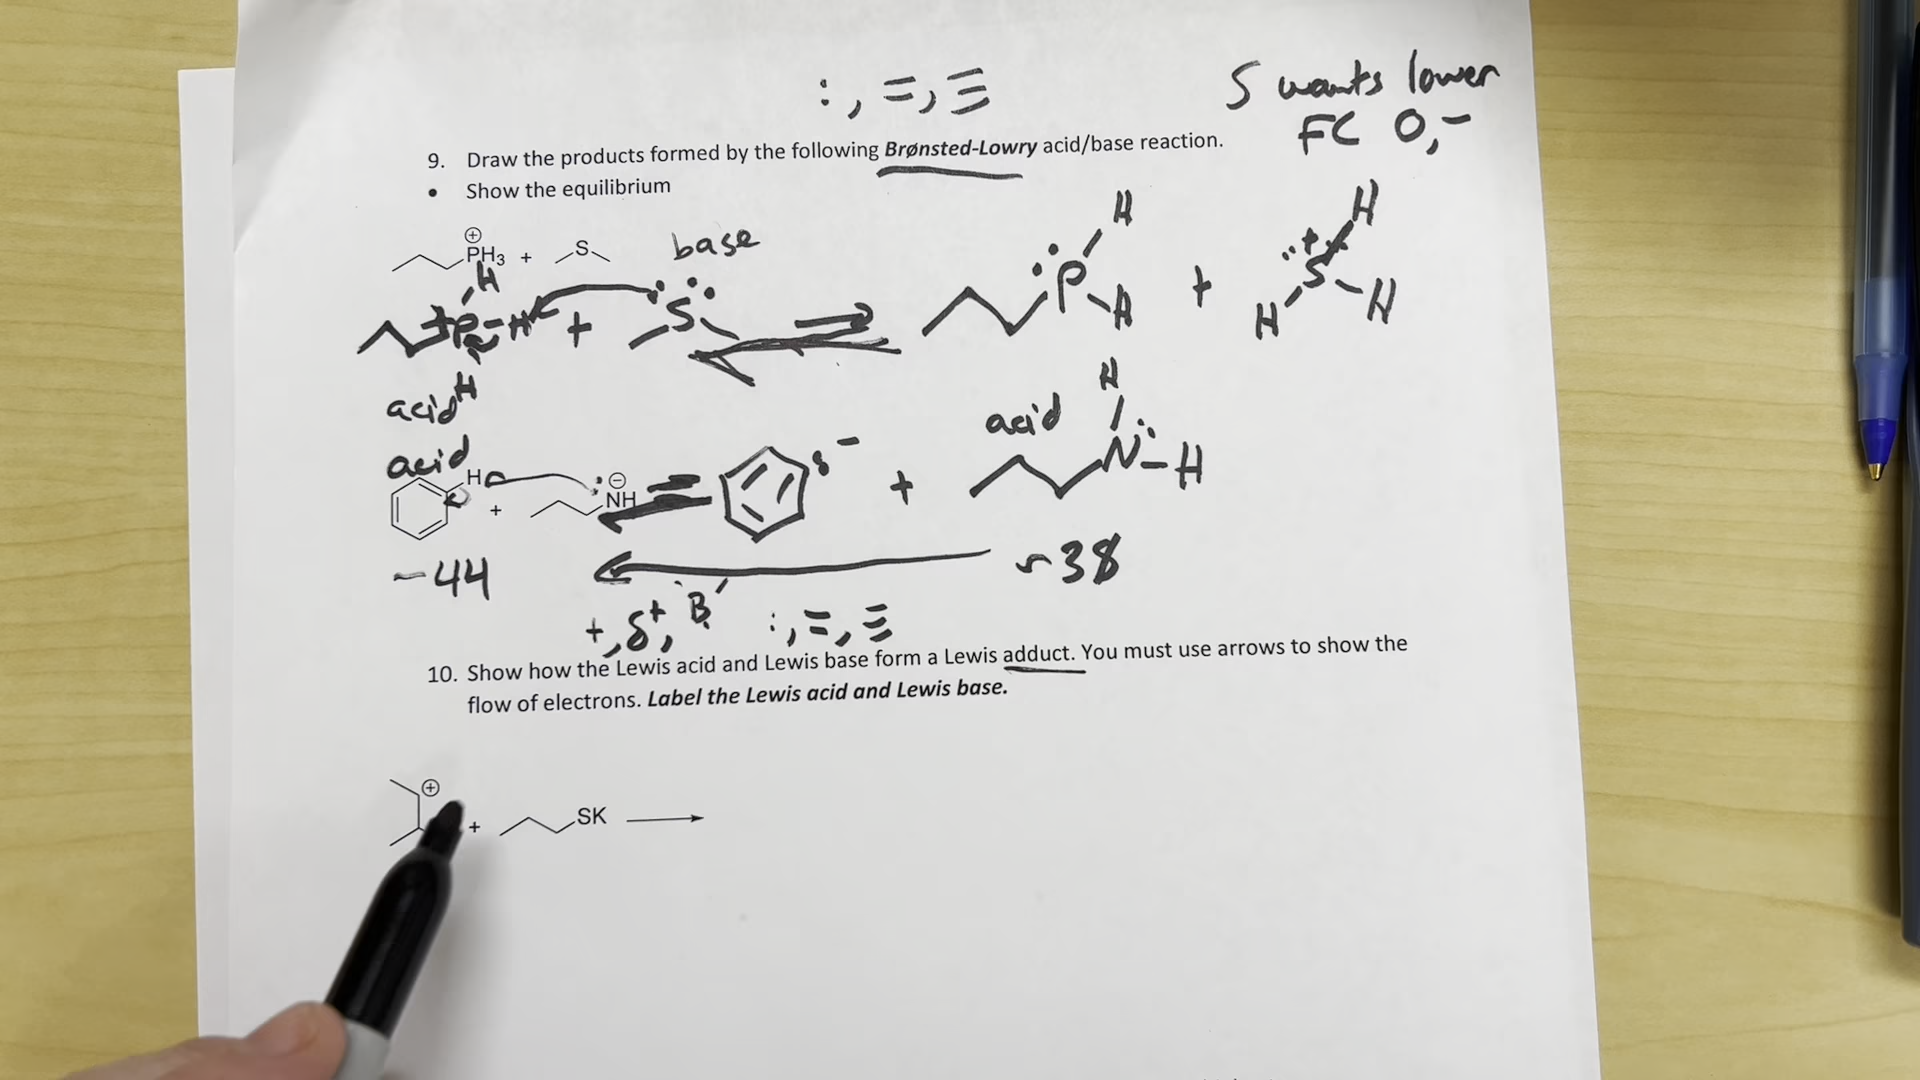 :, =, ≡
S wants lower
FC 0,-
9. Draw the products formed by the following Brønsted-Lowry acid/base reaction.
• Show the equilibrium
⊕
PH3 + S
base
H
H
H
P-H + S
P
H
+
S
+
H
H
H
acid
acid
H
+
⊖
NH
-
+
acid
H
N-H
~44
~38
+, δ+, B
:, =, ≡
10. Show how the Lewis acid and Lewis base form a Lewis adduct. You must use arrows to show the
flow of electrons. Label the Lewis acid and Lewis base.
⊕
+ SK